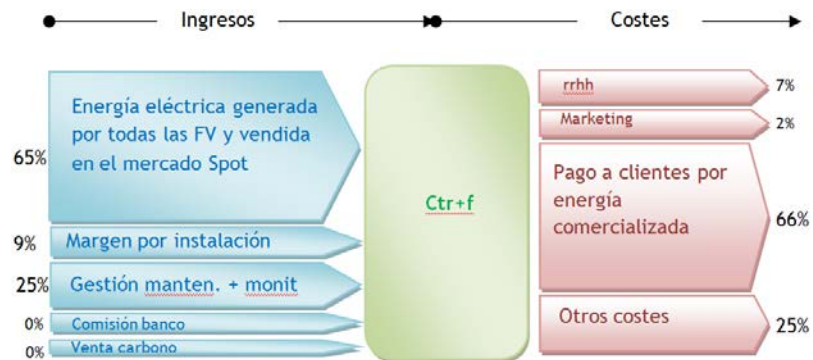 Ingresos
Costes
65%
Energía eléctrica generada
por todas las FV y vendida
en el mercado Spot
9%
Margen por instalación
25%
Gestión manten. + monit
0%
Comisión banco
0%
Venta carbono
Ctr+f
rrhh
7%
Marketing
2%
Pago a clientes por
energía
comercializada
66%
Otros costes
25%